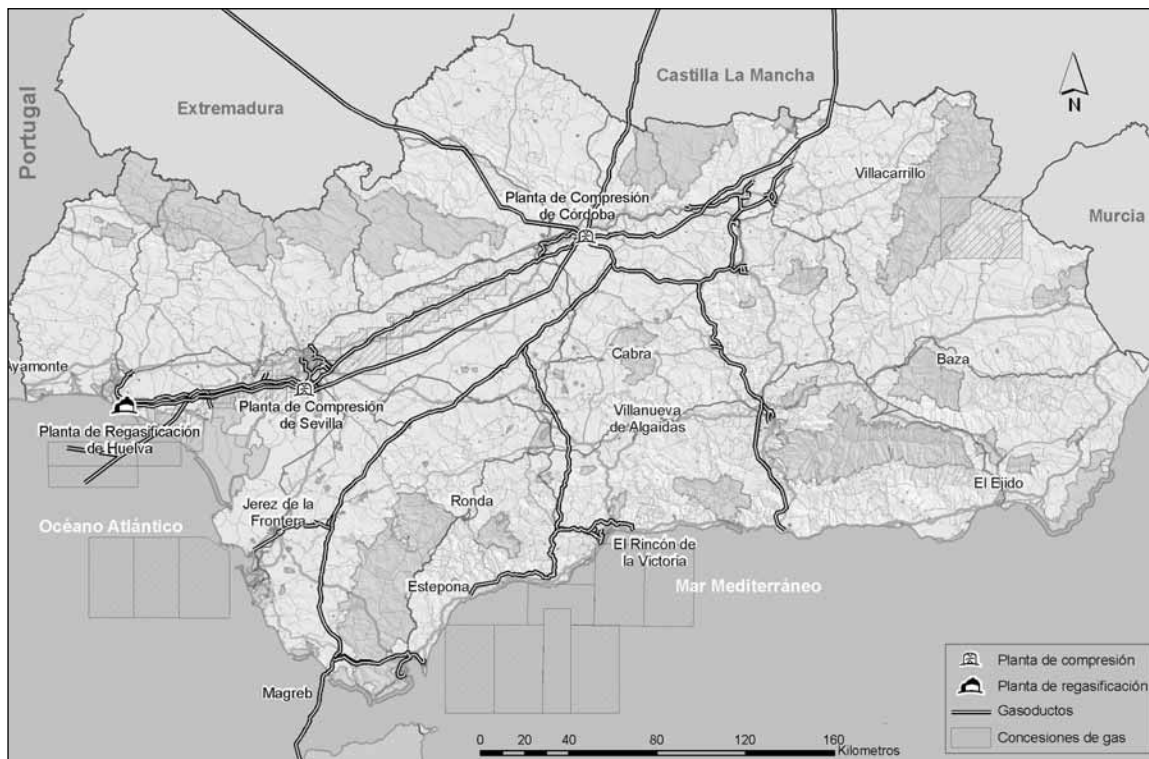 Portugal
Extremadura
Castilla La Mancha
N
Villacarrillo
Murcia
Planta de Compresión
de Córdoba
Ayamonte
Cabra
Baza
Planta de Compresión
de Sevilla
Villanueva
de Algaidas
Planta de Regasificación
de Huelva
El Ejido
Jerez de la
Frontera
Ronda
Océano Atlántico
El Rincón de
la Victoría
Estepona
Mar Mediterráneo
Magreb
Planta de compresión
Planta de regasificación
Gasoductos
Concesiones de gas
0 20 40 80 120 160
Kilometros